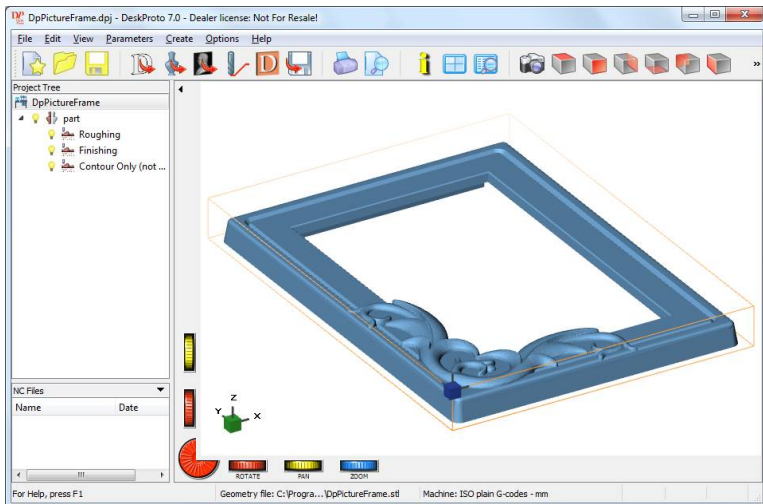 DpPictureFrame.dpj - DeskProto 7.0 - Dealer license: Not For Resale!
File Edit View Parameters Create Options Help
Project Tree
DpPictureFrame
part
Roughing
Finishing
Contour Only (not ...
NC Files
Name Date
Z
Y X
ROTATE PAN ZOOM
For Help, press F1 Geometry file: C:\Progra...\DpPictureFrame.stl Machine: ISO plain G-codes - mm